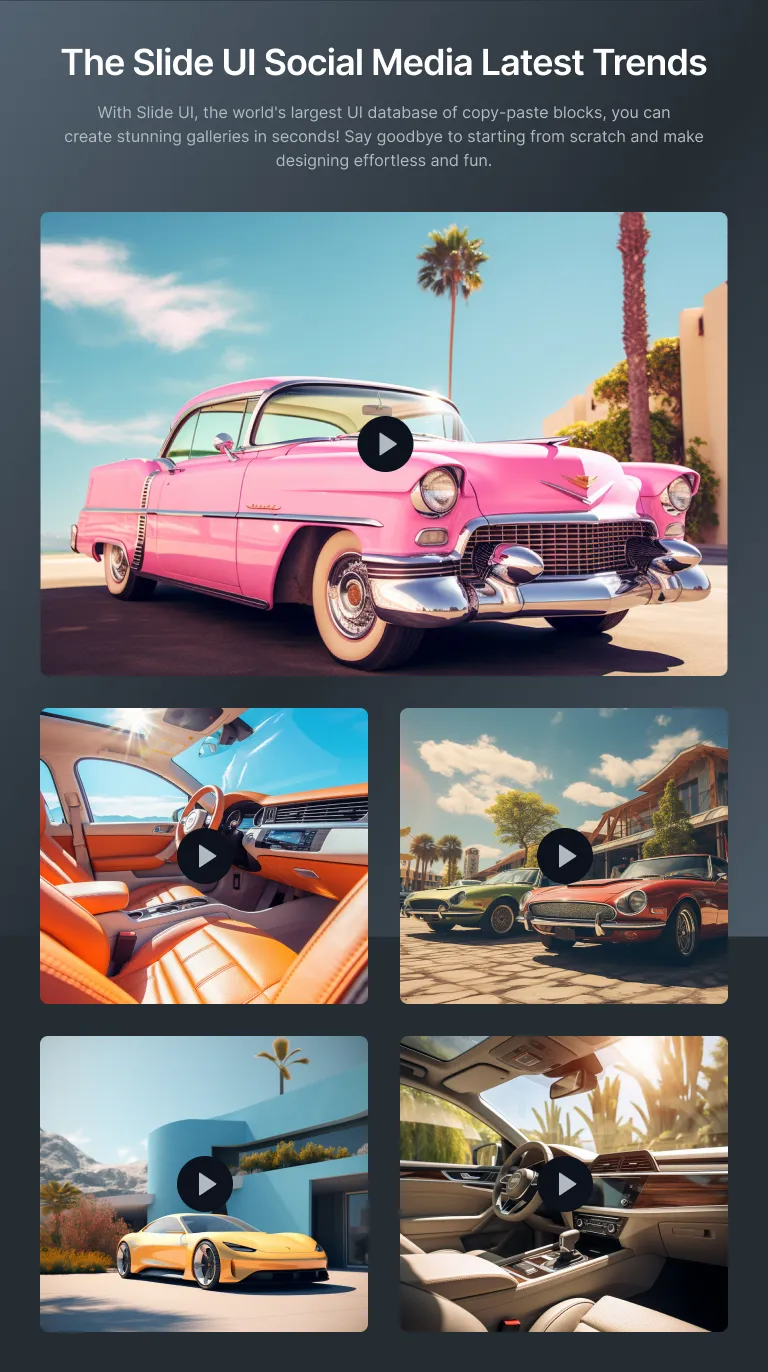 The Slide UI Social Media Latest Trends
With Slide UI, the world's largest UI database of copy-paste blocks, you can
create stunning galleries in seconds! Say goodbye to starting from scratch and make
designing effortless and fun.